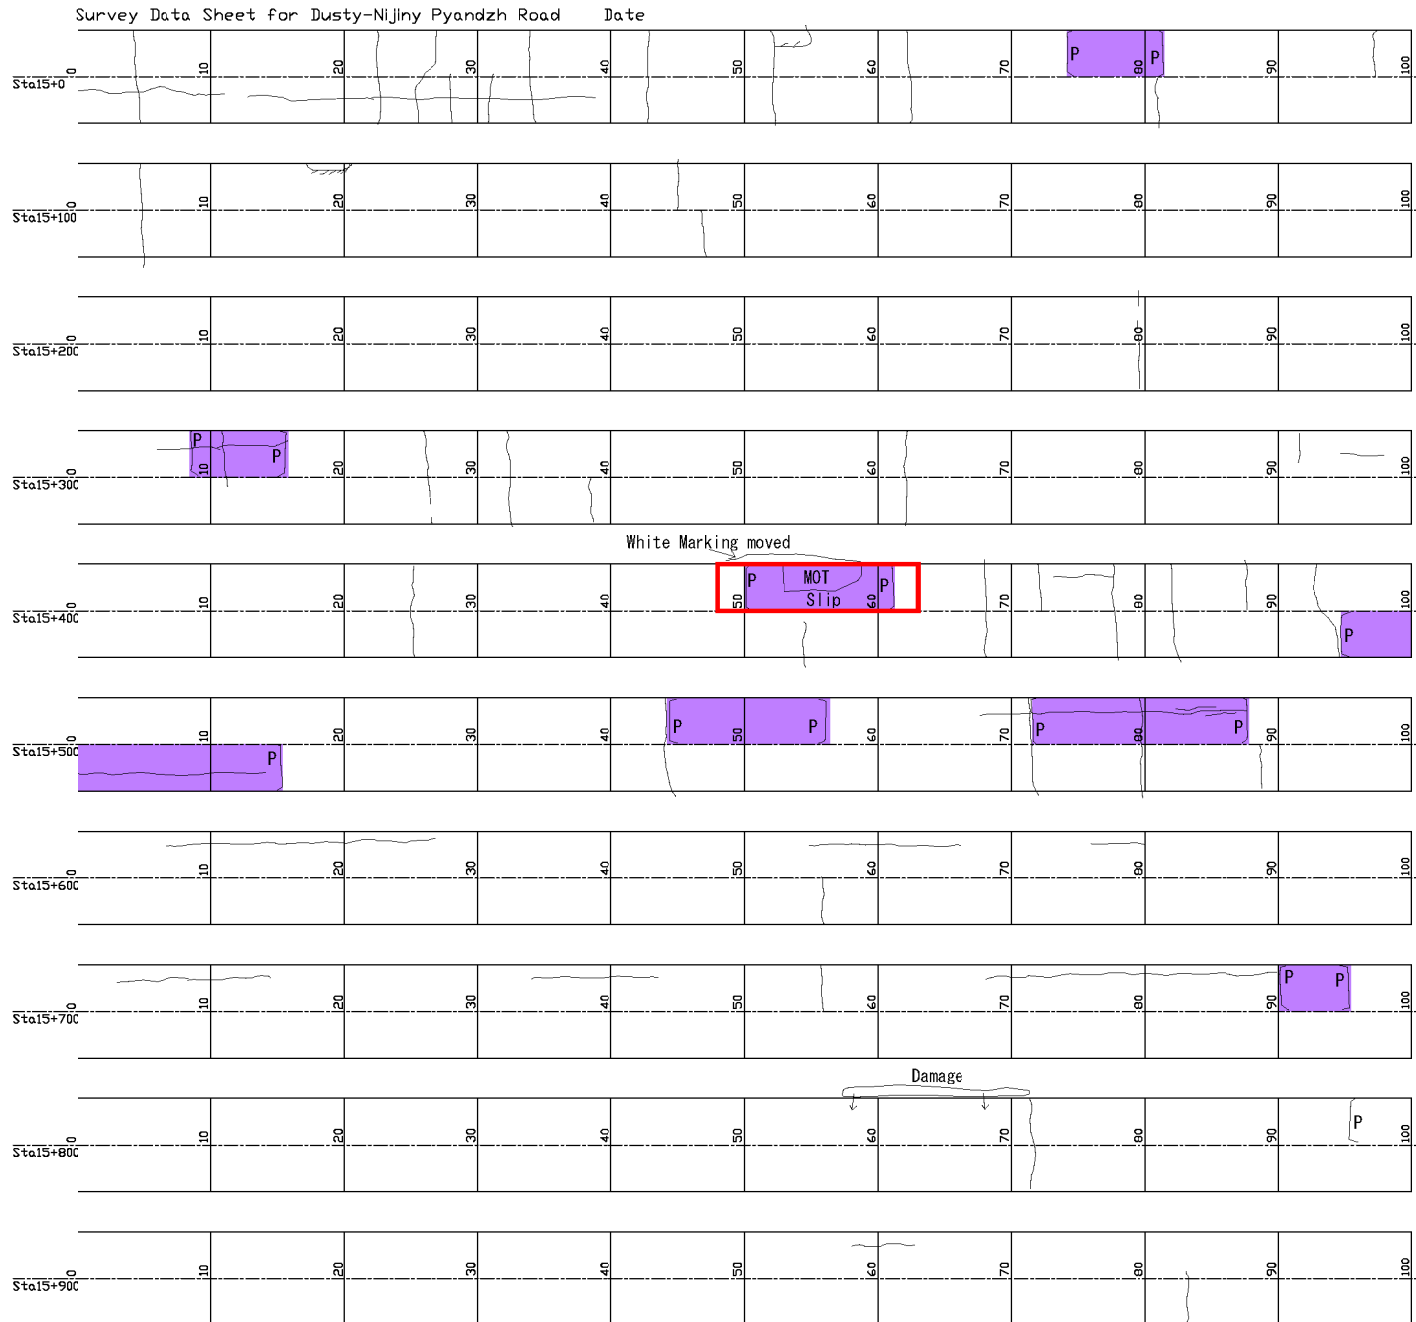 Survey Data Sheet for Dusty-Nijiny Pyandzh Road Date
P P
Sta15+0 0 10 20 30 40 50 60 70 80 90 100
Sta15+100 0 10 20 30 40 50 60 70 80 90 100
Sta15+200 0 10 20 30 40 50 60 70 80 90 100
P P
Sta15+300 0 10 20 30 40 50 60 70 80 90 100
White Marking moved
P MOT P
Slip
Sta15+400 0 10 20 30 40 50 60 70 80 90 100
P
P P P P
Sta15+500 0 10 20 30 40 50 60 70 80 90 100
P
Sta15+600 0 10 20 30 40 50 60 70 80 90 100
P P
Sta15+700 0 10 20 30 40 50 60 70 80 90 100
Damage
P
Sta15+800 0 10 20 30 40 50 60 70 80 90 100
Sta15+900 0 10 20 30 40 50 60 70 80 90 100